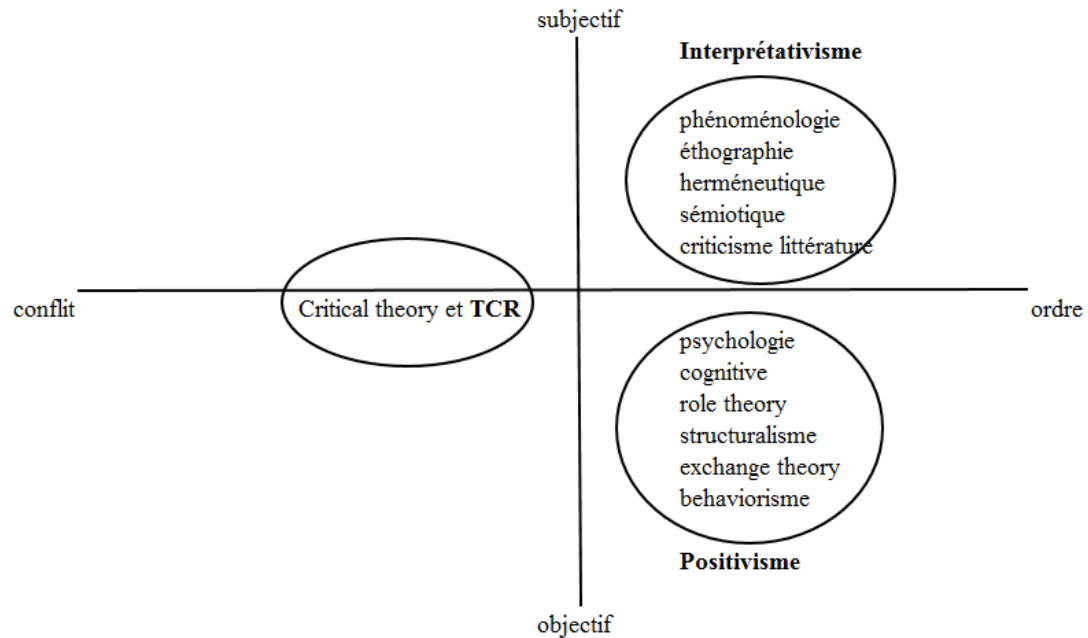 subjectif
Interprétativisme
phénoménologie
éthographie
herméneutique
sémiotique
criticisme littérature
conflit
Critical theory et TCR
ordre
psychologie
cognitive
role theory
structuralisme
exchange theory
behaviorisme
Positivisme
objectif